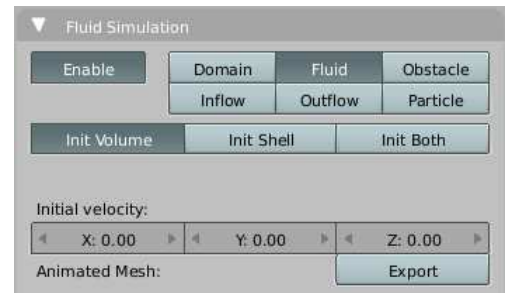 Fluid Simulation
Enable Domain Fluid Obstacle
Inflow Outflow Particle
Init Volume Init Shell Init Both
Initial velocity:
X: 0.00 Y: 0.00 Z: 0.00
Animated Mesh: Export